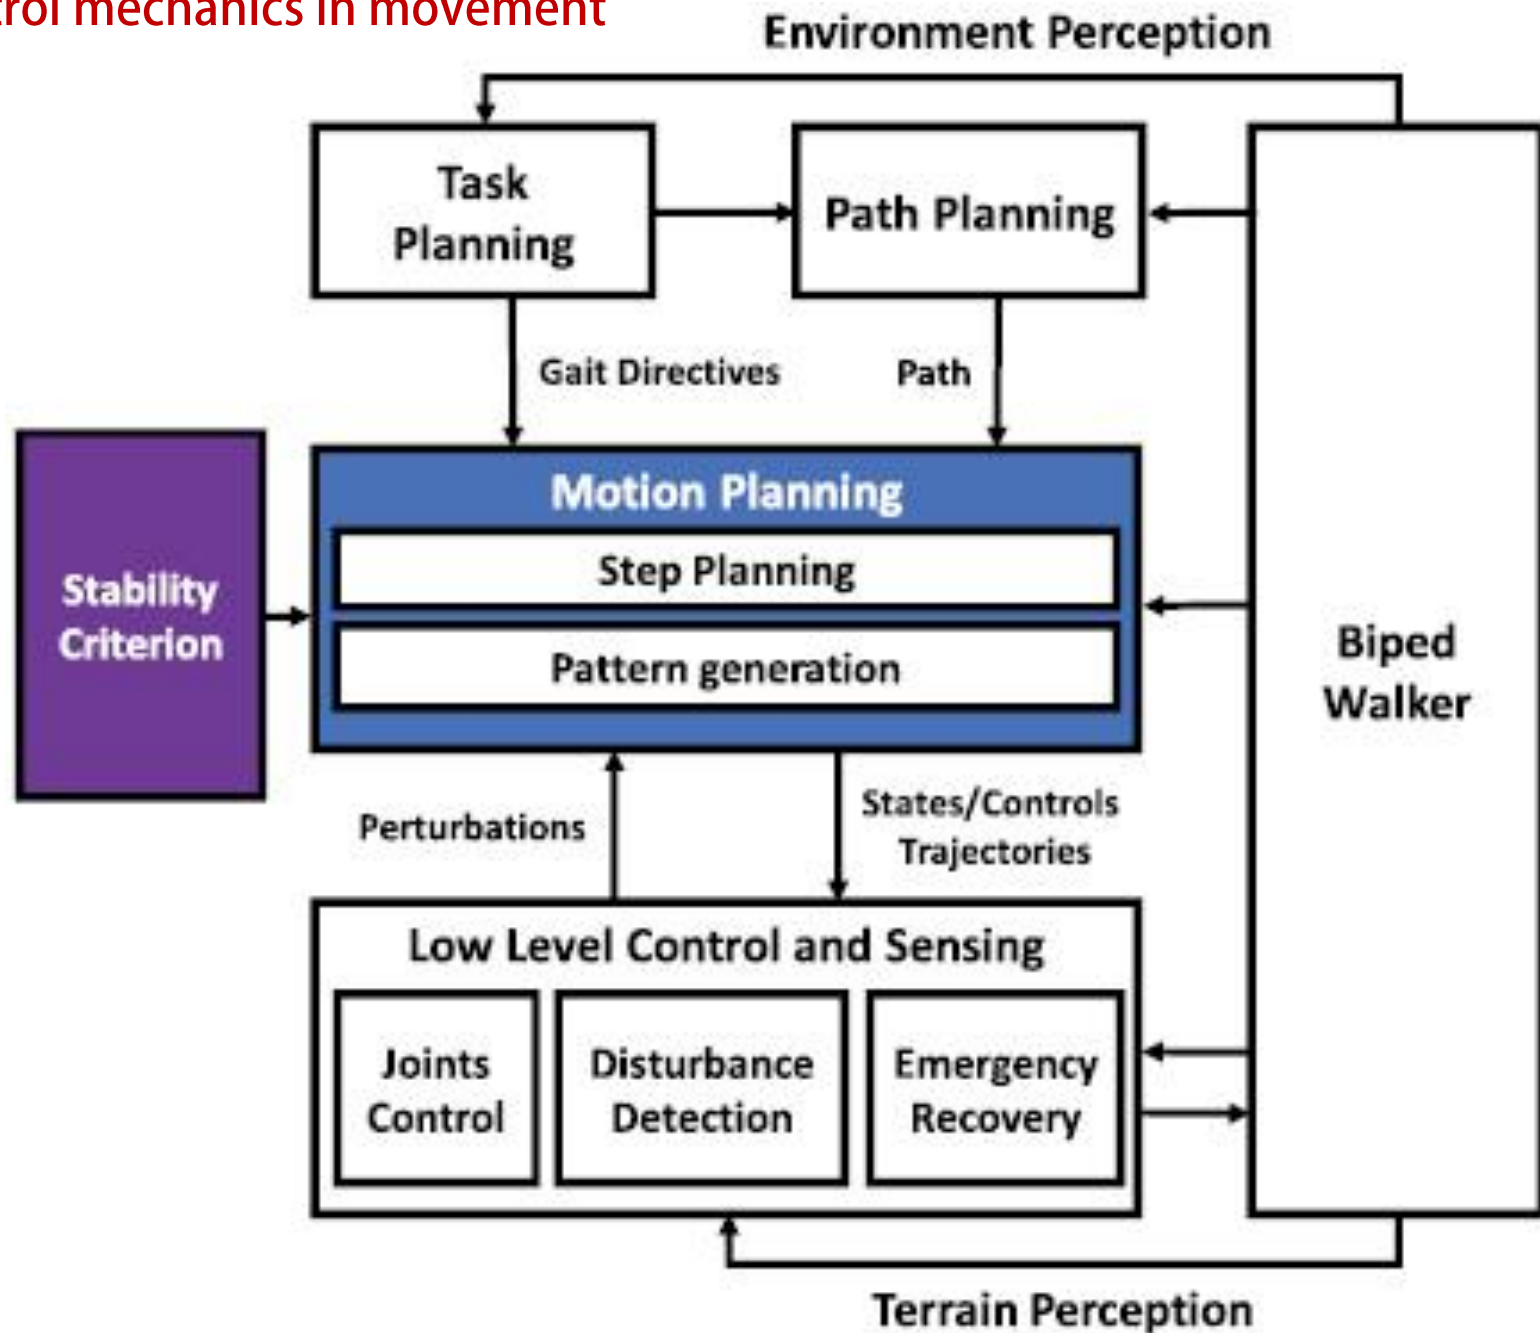 mechanics in movement
Environment Perception
Task
Planning
Path Planning
Gait Directives
Path
Motion Planning
Step Planning
Pattern generation
Stability
Criterion
Biped
Walker
Perturbations
States/Controls
Trajectories
Low Level Control and Sensing
Joints
Control
Disturbance
Detection
Emergency
Recovery
Terrain Perception